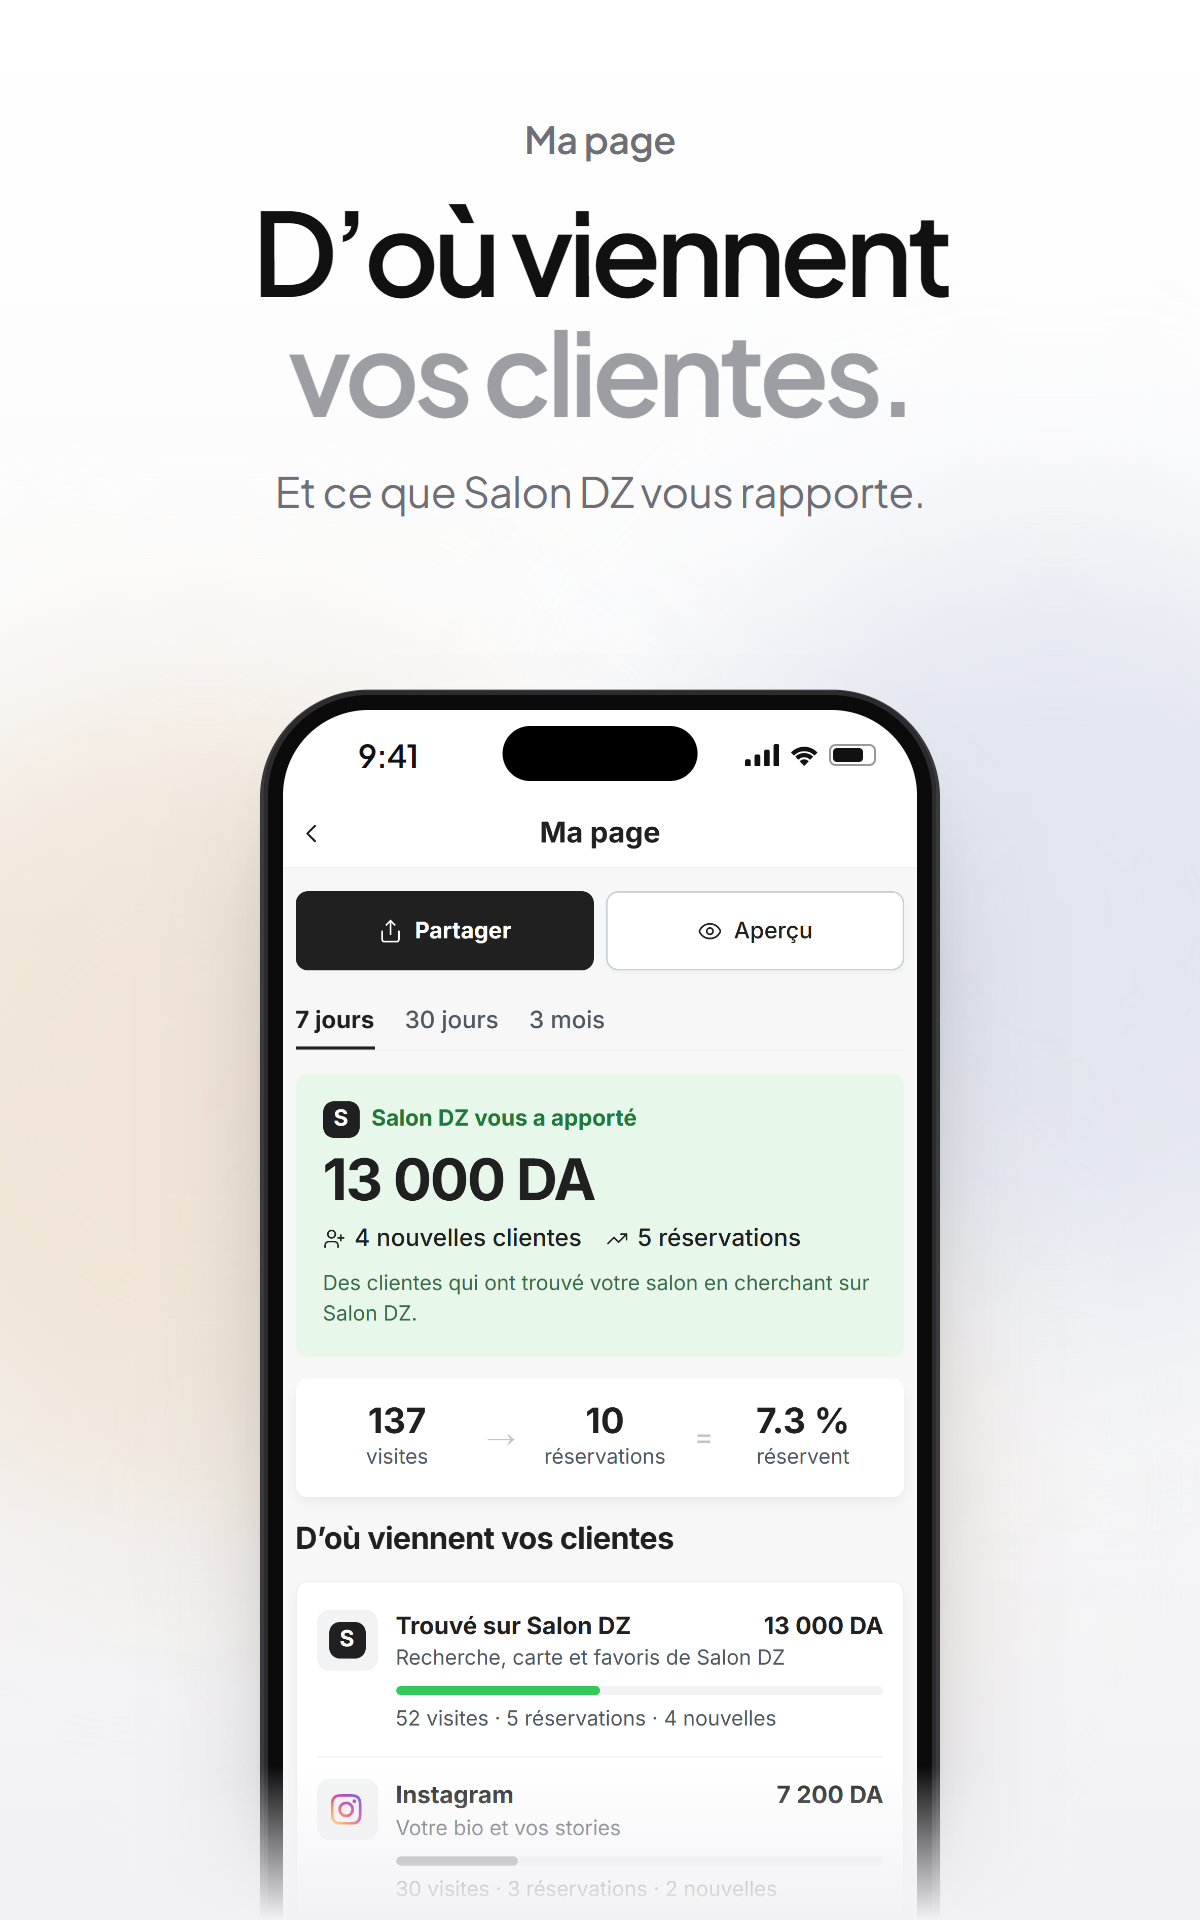 Ma page
D’où viennent
vos clientes.
Et ce que Salon DZ vous rapporte.
9:41
Ma page
Partager
Aperçu
7 jours 30 jours 3 mois
S Salon DZ vous a apporté
13 000 DA
4 nouvelles clientes 5 réservations
Des clientes qui ont trouvé votre salon en cherchant sur
Salon DZ.
137 → 10 = 7.3 %
visites réservations réservent
D’où viennent vos clientes
S Trouvé sur Salon DZ 13 000 DA
Recherche, carte et favoris de Salon DZ
52 visites · 5 réservations · 4 nouvelles
Instagram 7 200 DA
Votre bio et vos stories
30 visites · 3 réservations · 2 nouvelles